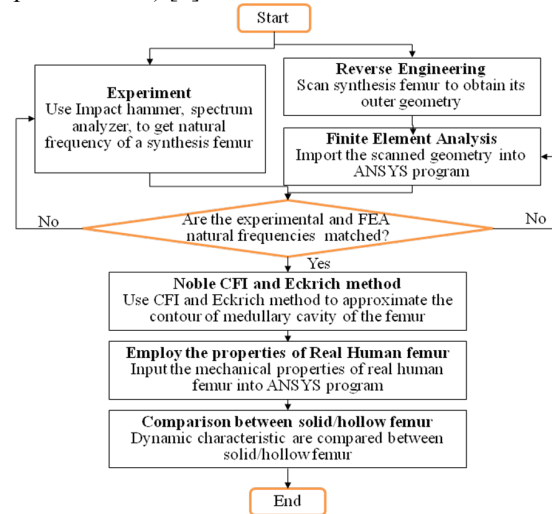 Start
Experiment
Use Impact hammer, spectrum
analyzer, to get natural
frequency of a synthesis femur
Reverse Engineering
Scan synthesis femur to obtain its
outer geometry
Finite Element Analysis
Import the scanned geometry into
ANSYS program
No
Are the experimental and FEA
natural frequencies matched?
No
Yes
Noble CFI and Eckrich method
Use CFI and Eckrich method to approximate the
contour of medullary cavity of the femur
Employ the properties of Real Human femur
Input the mechanical properties of real human
femur into ANSYS program
Comparison between solid/hollow femur
Dynamic characteristic are compared between
solid/hollow femur
End